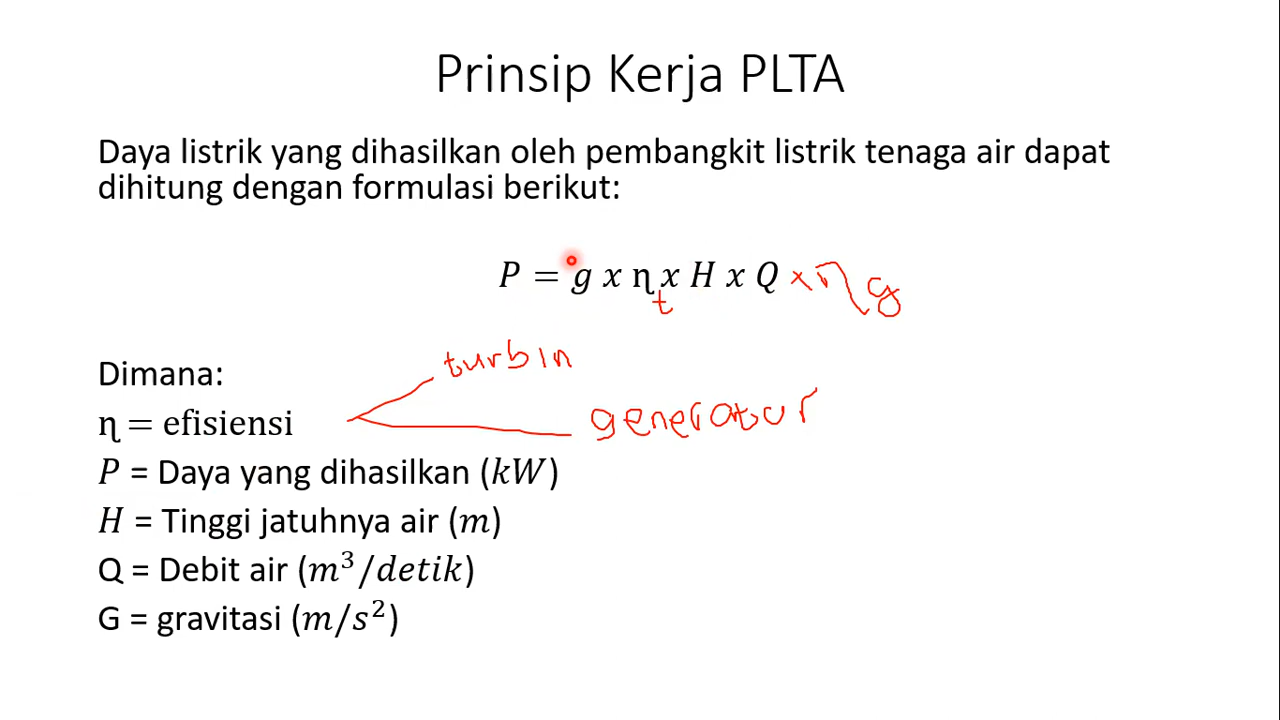 Prinsip Kerja PLTA
Daya listrik yang dihasilkan oleh pembangkit listrik tenaga air dapat
dihitung dengan formulasi berikut:
P = g x η_t x H x Q x η g
turbin
Dimana:
η = efisiensi
generator
P = Daya yang dihasilkan (kW)
H = Tinggi jatuhnya air (m)
Q = Debit air (m³/detik)
G = gravitasi (m/s²)